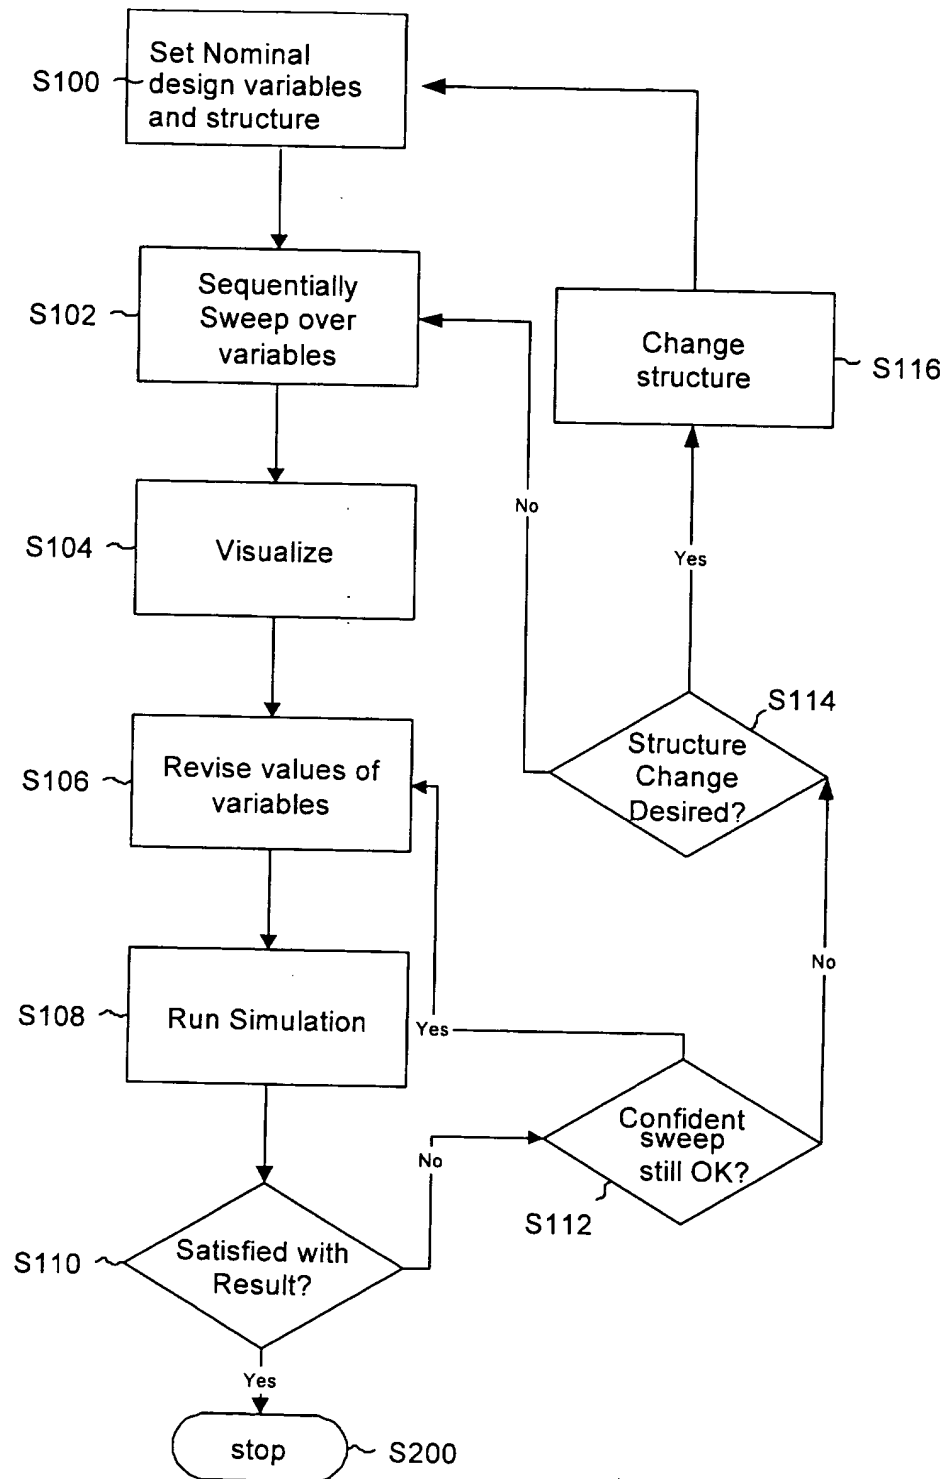 S100
Set Nominal
design variables
and structure
S102
Sequentially
Sweep over
variables
Change
structure
S116
No
Yes
S104
Visualize
S114
Structure
Change
Desired?
S106
Revise values of
variables
No
S108
Run Simulation
Yes
Confident
sweep
still OK?
No
S112
S110
Satisfied with
Result?
Yes
stop
S200